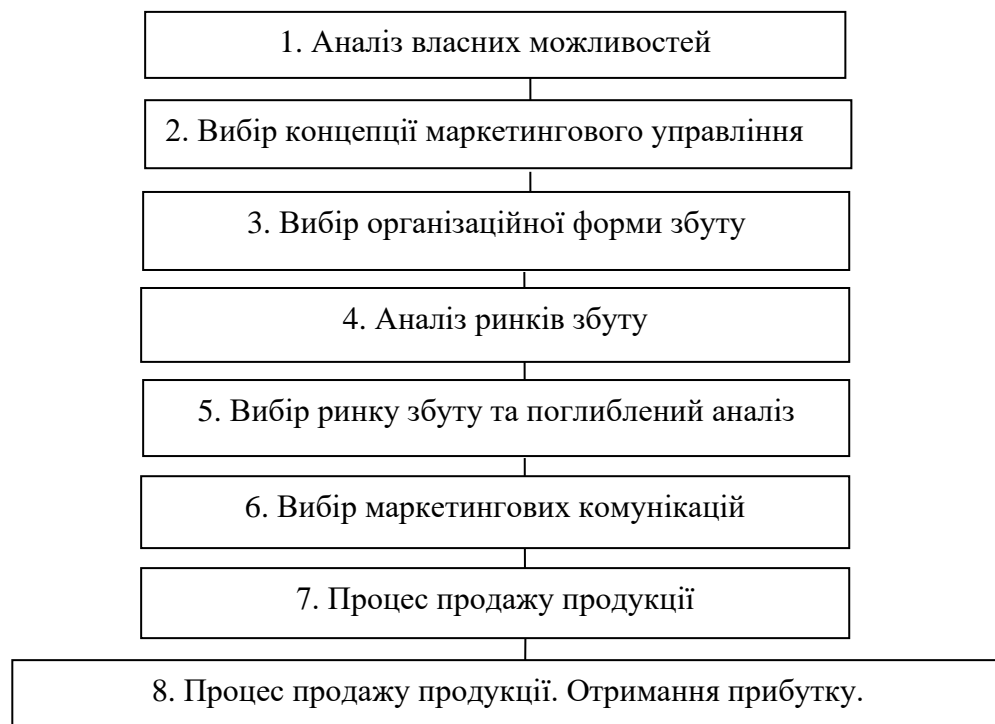 1. Аналіз власних можливостей
2. Вибір концепції маркетингового управління
3. Вибір організаційної форми збуту
4. Аналіз ринків збуту
5. Вибір ринку збуту та поглиблений аналіз
6. Вибір маркетингових комунікацій
7. Процес продажу продукції
8. Процес продажу продукції. Отримання прибутку.